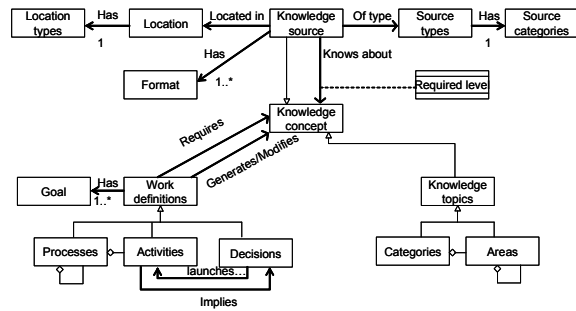 Location
types
Has
1
Location
Located in
Knowledge
source
Of type
Source
types
Has
1
Source
categories
Has
Knows about
Format
1..*
Required level
Knowledge
concept
Requires
Generates/Modifies
Goal
Has
1..*
Work
definitions
Knowledge
topics
Processes
Activities
Decisions
Categories
Areas
launches...
Implies